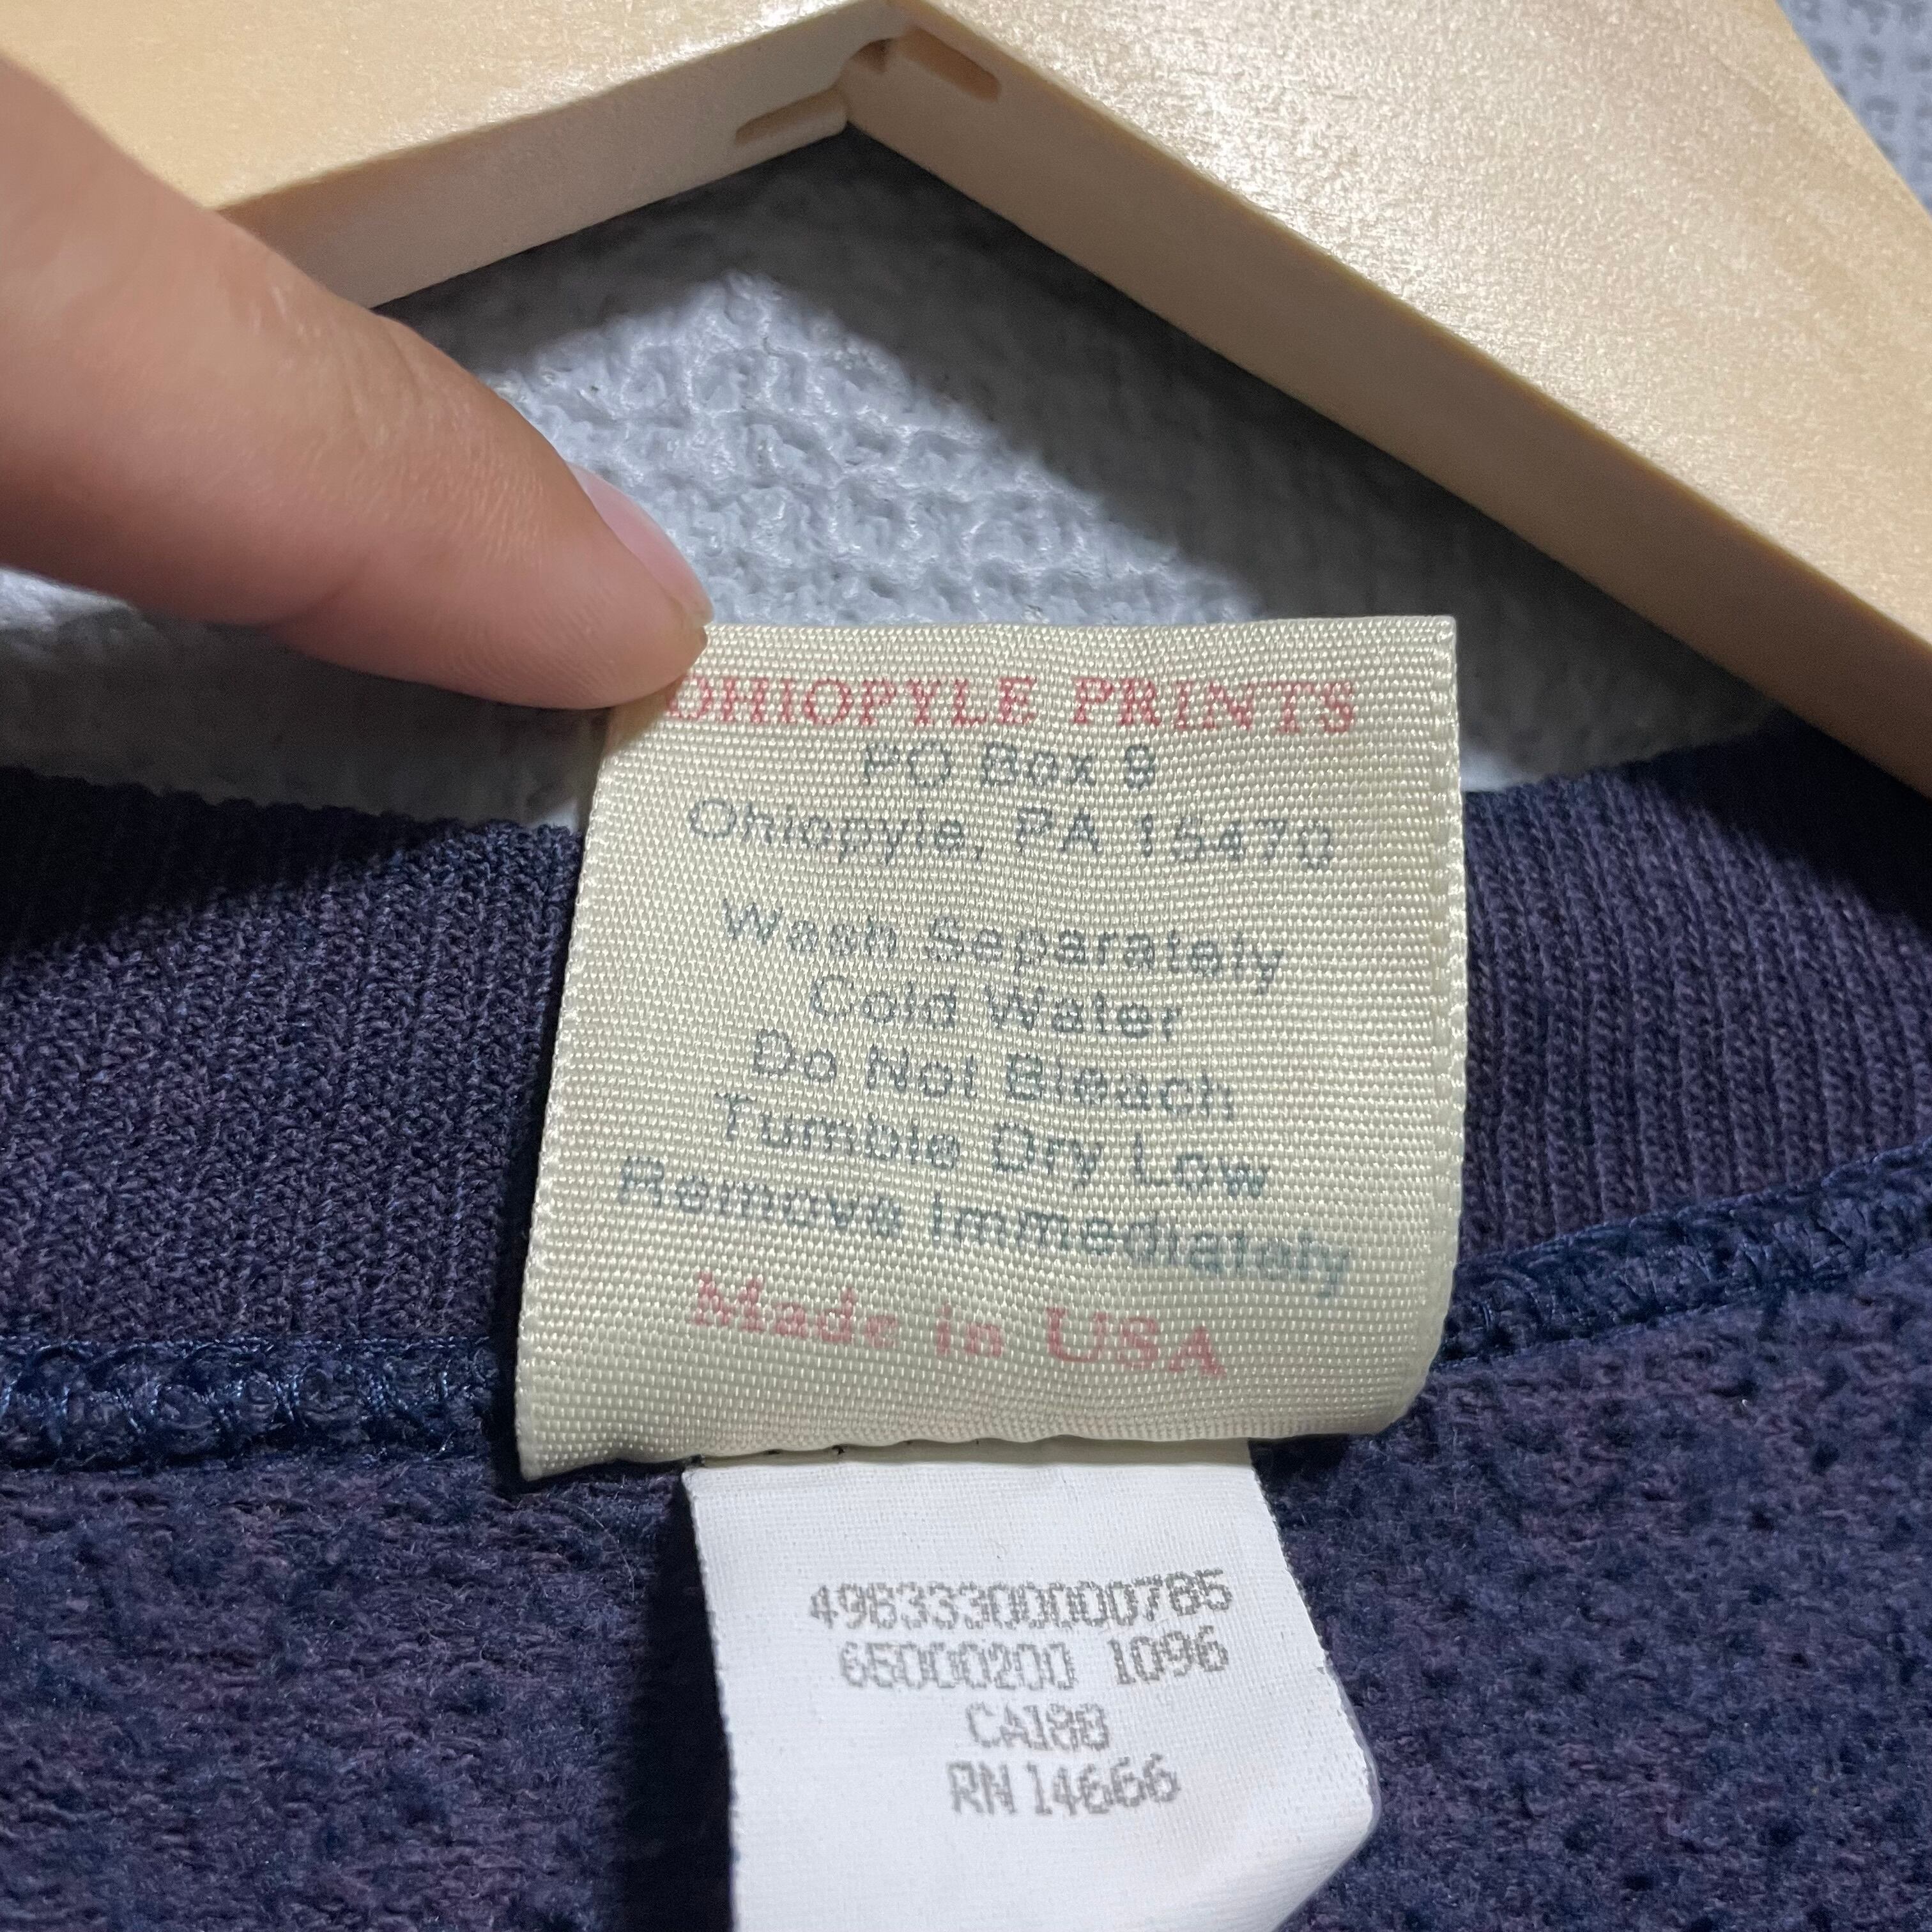 OHIOPYLE PRINTS
PO Box 9
Ohiopyle, PA 15470
Wash Separately
Cold Water
Do Not Bleach
Tumble Dry Low
Remove Immediately
Made in USA
49633300000785
65000200 1096
CA188
RN 14666